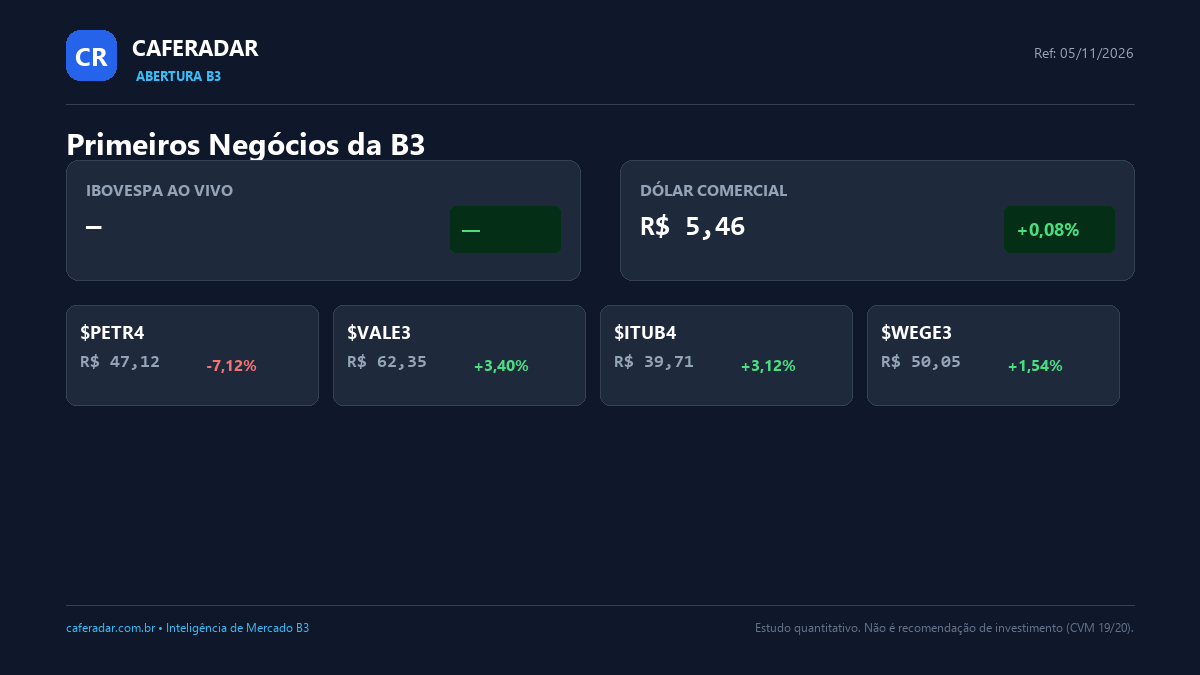 CR
CAFERADAR
ABERTURA B3
Ref: 05/11/2026
Primeiros Negócios da B3
IBOVESPA AO VIVO
—
—
DÓLAR COMERCIAL
R$ 5,46
+0,08%
$PETR4
R$ 47,12
-7,12%
$VALE3
R$ 62,35
+3,40%
$ITUB4
R$ 39,71
+3,12%
$WEGE3
R$ 50,05
+1,54%
caferadar.com.br • Inteligência de Mercado B3
Estudo quantitativo. Não é recomendação de investimento (CVM 19/20).